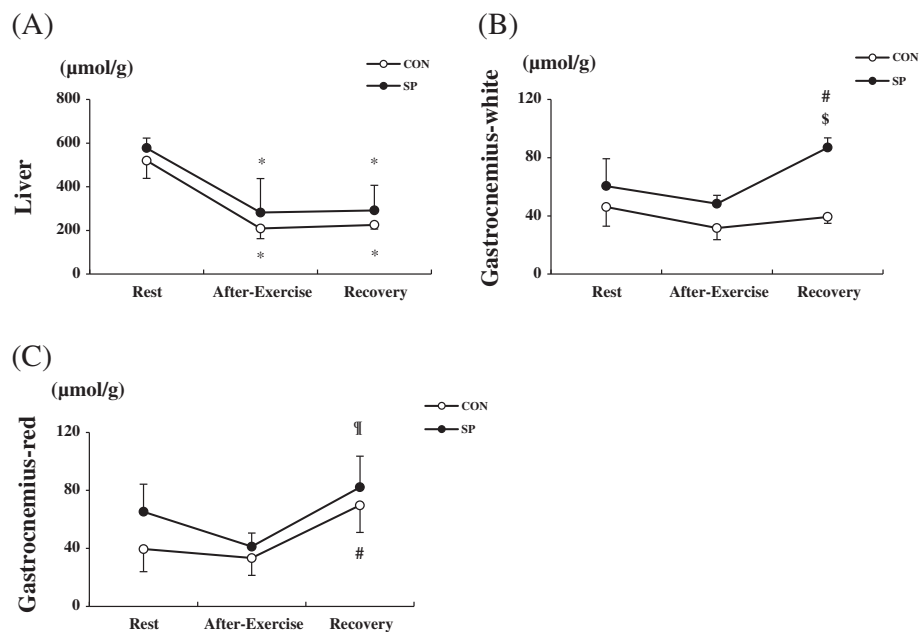 (A)
(μmol/g)
CON
SP
800
600
400
200
0
Liver
*
*
*
*
Rest After-Exercise Recovery
(B)
(μmol/g)
CON
SP
120
80
40
0
Gastrocnemius-white
#
$
Rest After-Exercise Recovery
(C)
(μmol/g)
CON
SP
120
80
40
0
Gastrocnemius-red
¶
#
Rest After-Exercise Recovery